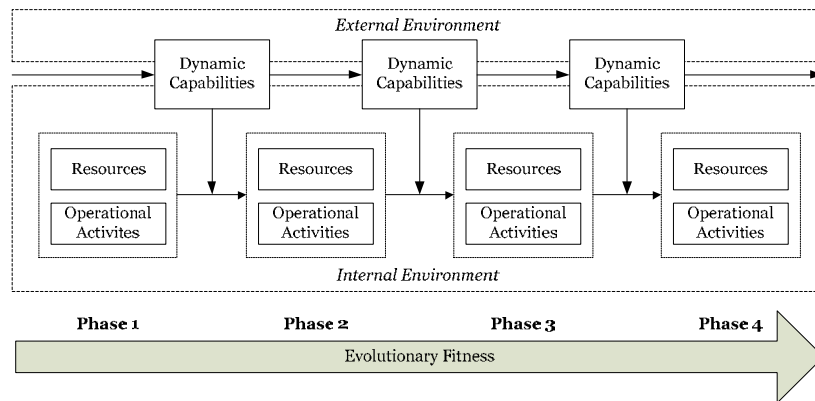 External Environment
Dynamic
Capabilities
Dynamic
Capabilities
Dynamic
Capabilities
Resources
Operational
Activites
Resources
Operational
Activities
Resources
Operational
Activities
Resources
Operational
Activities
Internal Environment
Phase 1
Phase 2
Phase 3
Phase 4
Evolutionary Fitness